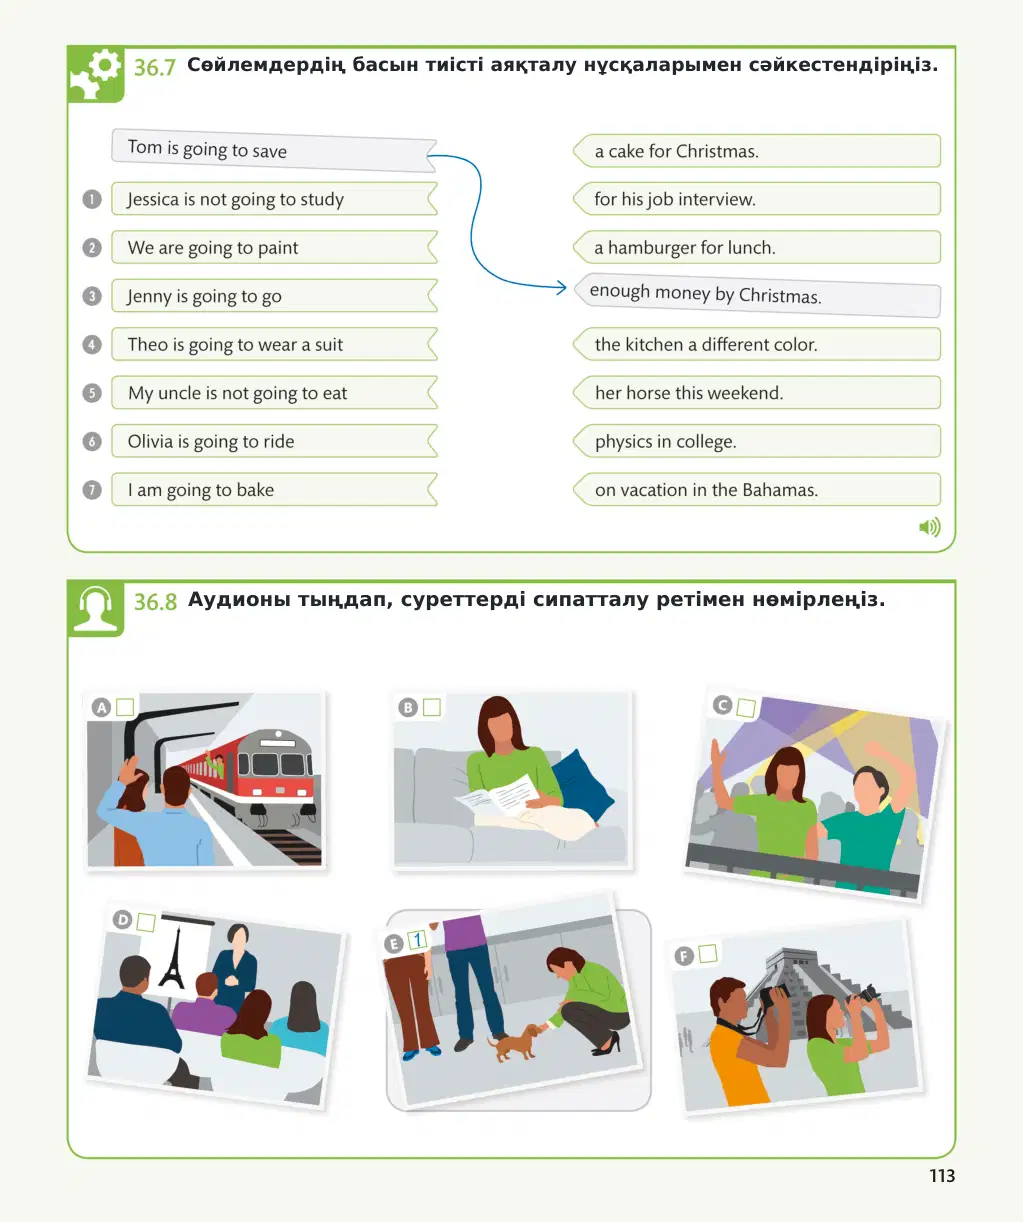 36.7 Сөйлемдердің басын тиісті аяқталу нұсқаларымен сәйкестендіріңіз.
Tom is going to save
a cake for Christmas.
1 Jessica is not going to study
for his job interview.
2 We are going to paint
a hamburger for lunch.
3 Jenny is going to go
enough money by Christmas.
4 Theo is going to wear a suit
the kitchen a different color.
5 My uncle is not going to eat
her horse this weekend.
6 Olivia is going to ride
physics in college.
7 I am going to bake
on vacation in the Bahamas.
36.8 Аудионы тыңдап, суреттерді сипатталу ретімен нөмірлеңіз.
A
B
C
D
E 1
F
113